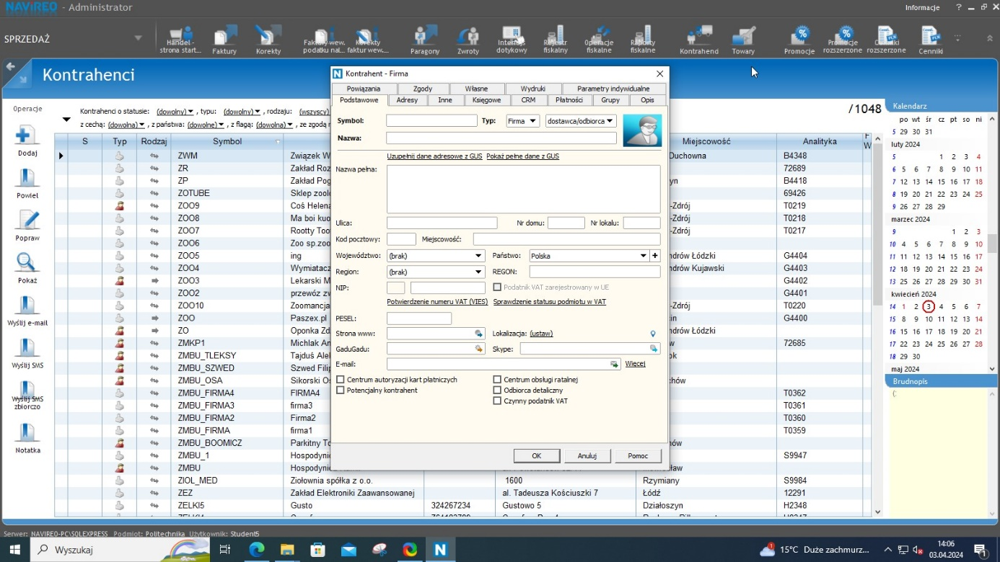 NAViREO - Administrator
Informacje ?
SPRZEDAŻ
Handel - strona start...
Faktury
Korekty
Faktury wew. podatku nal...
Korekty faktur wew....
Paragony
Zwroty
Internet dotykowy
Rejestr fiskalny
Operacje fiskalne
Raporty fiskalne
Kontrahend
Towary
Promocje
Promocje rozszerzone
Cenniki rozszerzone
Cenniki
Kontrahenci
Operacje
Dodaj
Powiel
Popraw
Pokaż
Wyślij e-mail
Wyślij SMS
Wyślij SMS zbiorczo
Notatka
Kontrahenci o statusie: (dowolny) , typu: (dowolny) , rodzaju: (wszyscy)
z cechą: (dowolna) , z państwa: (dowolne) , z flagą: (dowolna) , ze zgodą
/1048
S Typ Rodzaj Symbol Miejscowość Analityka
ZWM Związek W Duchowna B4348
ZR Zakład Roz 72689
ZP Zakład Pog yn B4418
ZOTUBE Sklep zool 69426
ZOO9 Coś Helena -Zdrój T0219
ZOO8 Ma boi kuo -Zdrój T0218
ZOO7 Rootty Too -Zdrój T0217
ZOO6 Zoo sp.zoo
ZOO5 ing ndrów Łódzki G4404
ZOO4 Wymiatacz ndrów Kujawski G4403
ZOO3 Lekarski M G4402
ZOO2 przewóz zw G4401
ZOO10 Zoomancja T0220
ZOO Paszex.pl G4400
ZO Oponka Zd ndrów Łódzki
ZMKP1 Michlak An 72685
ZMBU_TLEKSY Tajduś Alek ok
ZMBU_SZWED Szwed Filip
ZMBU_OSA Sikorski Os chów
ZMBU_FIRMA4 FIRMA4 T0362
ZMBU_FIRMA3 firma3 T0361
ZMBU_FIRMA2 Firma2 T0360
ZMBU_FIRMA firma1 T0359
ZMBU_BOOMICZ Parkitny To nów
ZMBU_1 Hospodyni S9947
ZMBU
ZIOL_MED Ziołownia spółka z o.o. 1600 Rzymiany S9984
ZEZ Zakład Elektroniki Zaawansowanej al. Tadeusza Kościuszki 7 Łódź 12291
ZELKI5 Gusto 324267234 Gustowo 5 Działoszyn H2348
Kontrahent - Firma
Powiązania Zgody Własne Wydruki Parametry indywidualne
Podstawowe Adresy Inne Księgowe CRM Płatności Grupy Opis
Symbol: Typ: Firma dostawca/odbiorca
Nazwa:
Uzupełnij dane adresowe z GUS Pokaż pełne dane z GUS
Nazwa pełna:
Ulica: Nr domu: Nr lokalu:
Kod pocztowy: Miejscowość:
Województwo: (brak) Państwo: Polska +
Region: (brak) REGON:
NIP: Podatnik VAT zarejestrowany w UE
Potwierdzenie numeru VAT (VIES) Sprawdzenie statusu podmiotu w VAT
PESEL:
Strona www: Lokalizacja: (ustaw)
GaduGadu: Skype:
E-mail: Więcej
Centrum autoryzacji kart płatniczych Centrum obsługi ratalnej
Potencjalny kontrahent Odbiorca detaliczny
Czynny podatnik VAT
OK Anuluj Pomoc
Kalendarz
po wt śr cz pt so ni
5 29 30 31
luty 2024
5 1 2 3 4
6 5 6 7 8 9 10 11
7 12 13 14 15 16 17 18
8 19 20 21 22 23 24 25
9 26 27 28 29
marzec 2024
9 1 2 3
10 4 5 6 7 8 9 10
11 11 12 13 14 15 16 17
12 18 19 20 21 22 23 24
13 25 26 27 28 29 30 31
kwiecień 2024
14 1 2 3 4 5 6 7
15 8 9 10 11 12 13 14
16 15 16 17 18 19 20 21
17 22 23 24 25 26 27 28
18 29 30
maj 2024
Brudnopis
(;
Serwer: NAVIREO-PC\SQLEXPRESS Podmiot: Politechnika Użytkownik: Student5
Wyszukaj
15°C Duże zachmurz...
14:06
03.04.2024
1